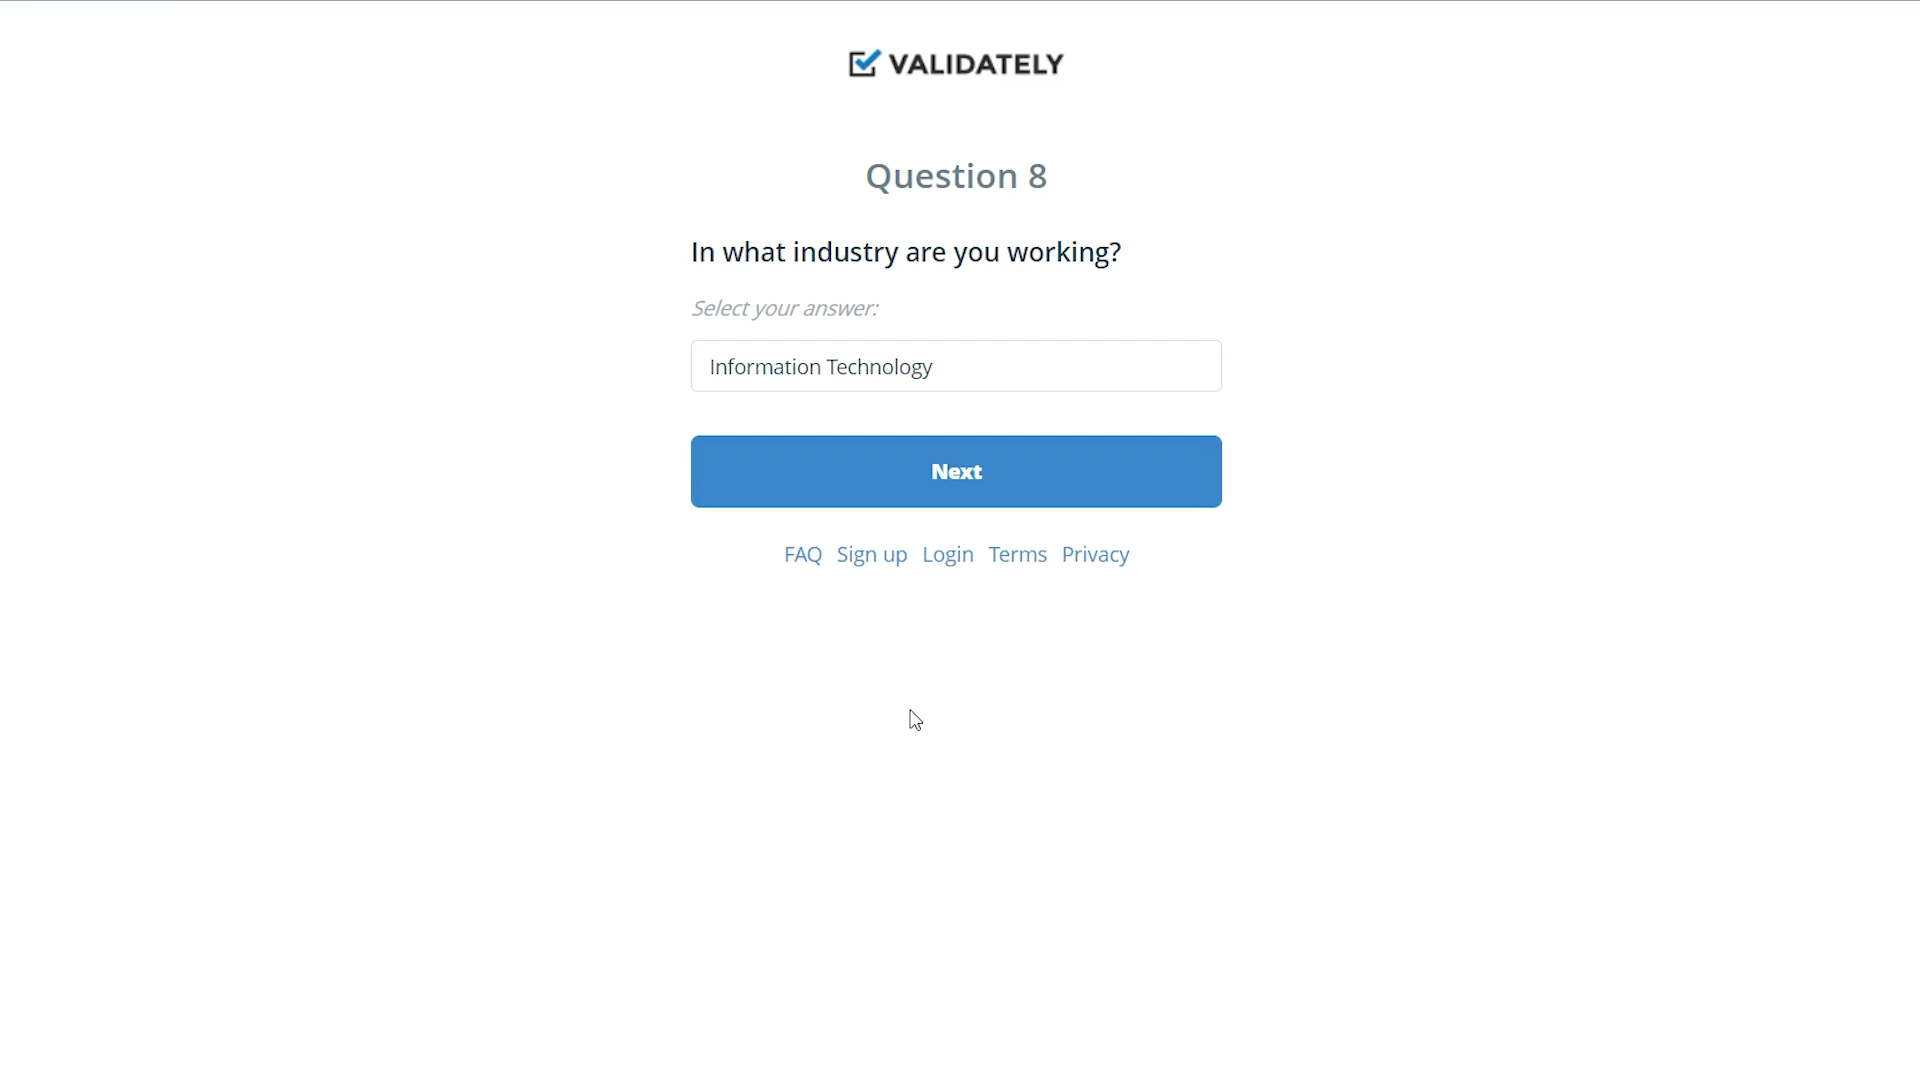 VALIDATELY
Question 8
In what industry are you working?
Select your answer:
Information Technology
Next
FAQ Sign up Login Terms Privacy